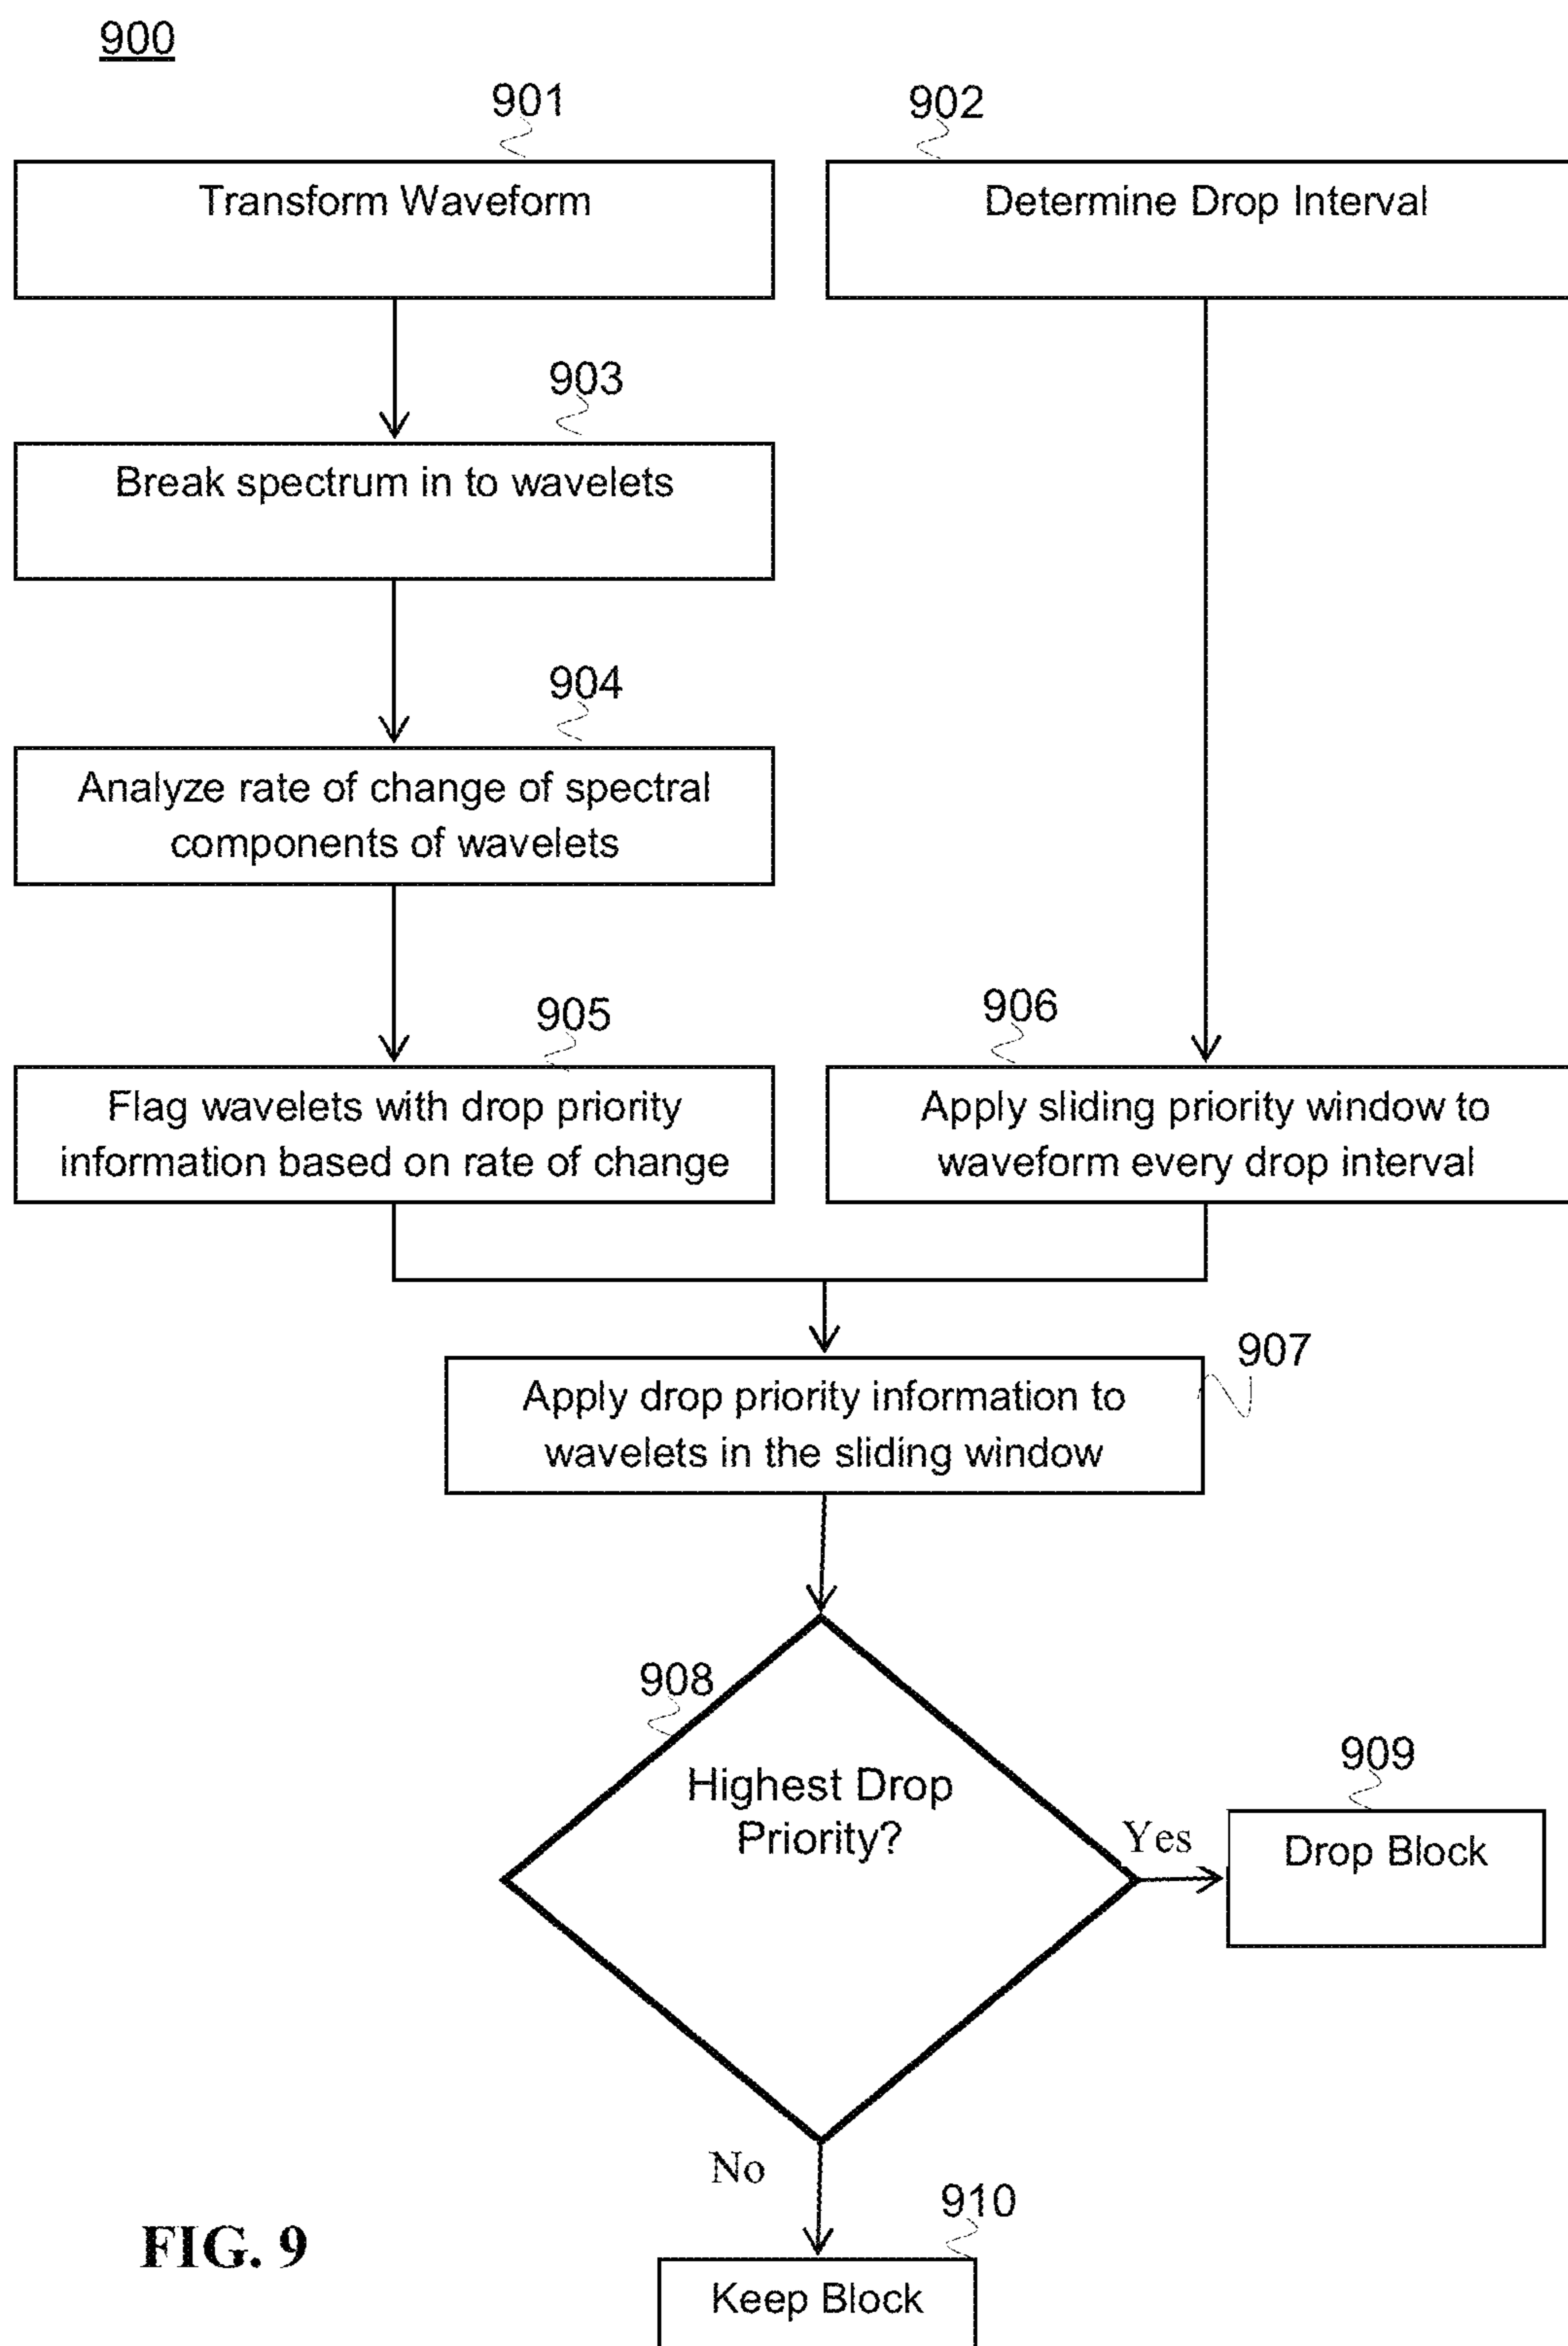 900
901
902
Transform Waveform
Determine Drop Interval
903
Break spectrum in to wavelets
904
Analyze rate of change of spectral
components of wavelets
905
906
Flag wavelets with drop priority
information based on rate of change
Apply sliding priority window to
waveform every drop interval
907
Apply drop priority information to
wavelets in the sliding window
908
Highest Drop
Priority?
Yes
909
Drop Block
No
910
Keep Block
FIG. 9